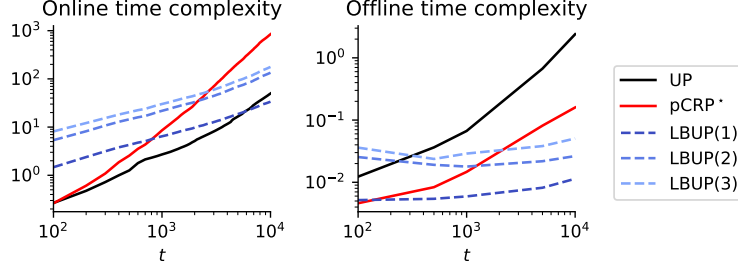 Online time complexity
10³
10²
10¹
10⁰
10²
10³
10⁴
t
Offline time complexity
10⁰
10⁻¹
10⁻²
10²
10³
10⁴
t
UP
pCRP⋆
LBUP(1)
LBUP(2)
LBUP(3)